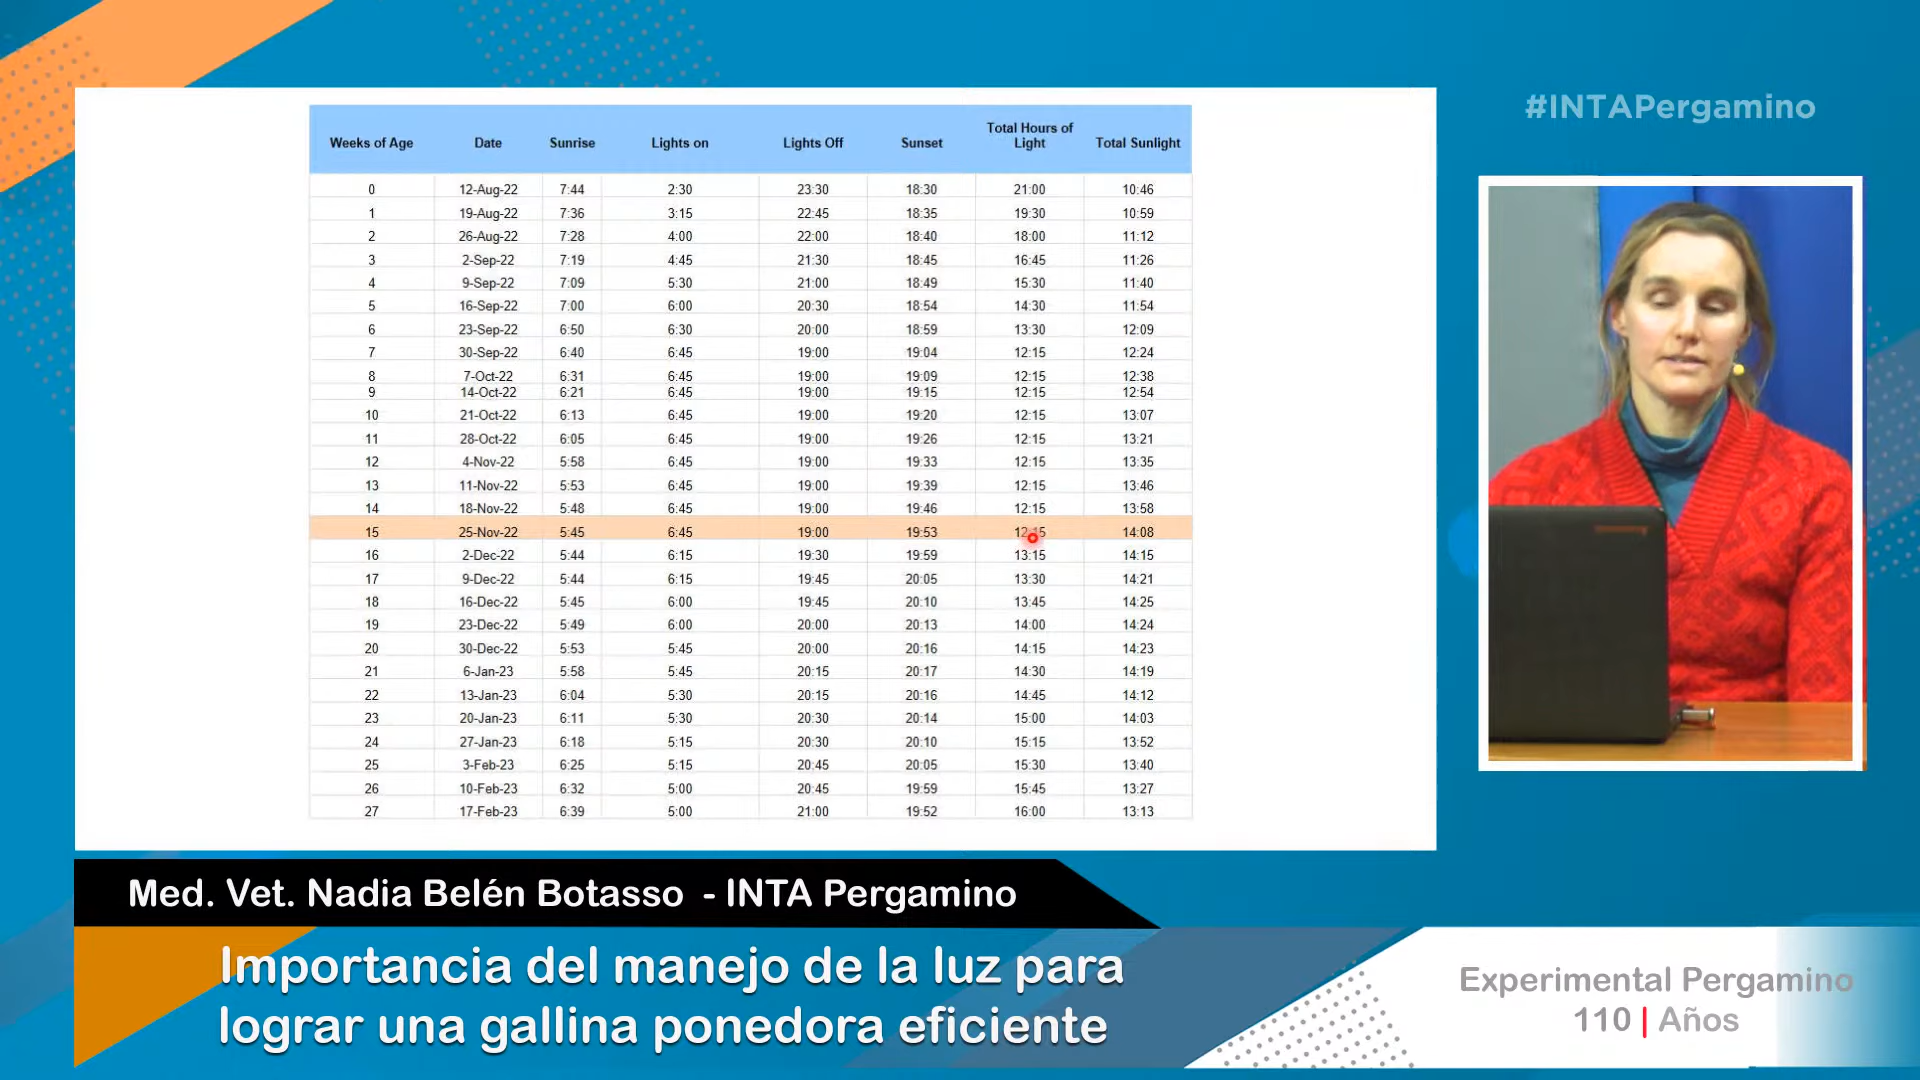 #INTAPergamino
Weeks of Age Date Sunrise Lights on Lights Off Sunset Total Hours of Light Total Sunlight
0 12-Aug-22 7:44 2:30 23:30 18:30 21:00 10:46
1 19-Aug-22 7:36 3:15 22:45 18:35 19:30 10:59
2 26-Aug-22 7:28 4:00 22:00 18:40 18:00 11:12
3 2-Sep-22 7:19 4:45 21:30 18:45 16:45 11:26
4 9-Sep-22 7:09 5:30 21:00 18:49 15:30 11:40
5 16-Sep-22 7:00 6:00 20:30 18:54 14:30 11:54
6 23-Sep-22 6:50 6:30 20:00 18:59 13:30 12:09
7 30-Sep-22 6:40 6:45 19:00 19:04 12:15 12:24
8 7-Oct-22 6:31 6:45 19:00 19:09 12:15 12:38
9 14-Oct-22 6:21 6:45 19:00 19:15 12:15 12:54
10 21-Oct-22 6:13 6:45 19:00 19:20 12:15 13:07
11 28-Oct-22 6:05 6:45 19:00 19:26 12:15 13:21
12 4-Nov-22 5:58 6:45 19:00 19:33 12:15 13:35
13 11-Nov-22 5:53 6:45 19:00 19:39 12:15 13:46
14 18-Nov-22 5:48 6:45 19:00 19:46 12:15 13:58
15 25-Nov-22 5:45 6:45 19:00 19:53 12:15 14:08
16 2-Dec-22 5:44 6:15 19:30 19:59 13:15 14:15
17 9-Dec-22 5:44 6:15 19:45 20:05 13:30 14:21
18 16-Dec-22 5:45 6:00 19:45 20:10 13:45 14:25
19 23-Dec-22 5:49 6:00 20:00 20:13 14:00 14:24
20 30-Dec-22 5:53 5:45 20:00 20:16 14:15 14:23
21 6-Jan-23 5:58 5:45 20:15 20:17 14:30 14:19
22 13-Jan-23 6:04 5:30 20:15 20:16 14:45 14:12
23 20-Jan-23 6:11 5:30 20:30 20:14 15:00 14:03
24 27-Jan-23 6:18 5:15 20:30 20:10 15:15 13:52
25 3-Feb-23 6:25 5:15 20:45 20:05 15:30 13:40
26 10-Feb-23 6:32 5:00 20:45 19:59 15:45 13:27
27 17-Feb-23 6:39 5:00 21:00 19:52 16:00 13:13
Med. Vet. Nadia Belén Botasso - INTA Pergamino
Importancia del manejo de la luz para
lograr una gallina ponedora eficiente
Experimental Pergamino
110 | Años